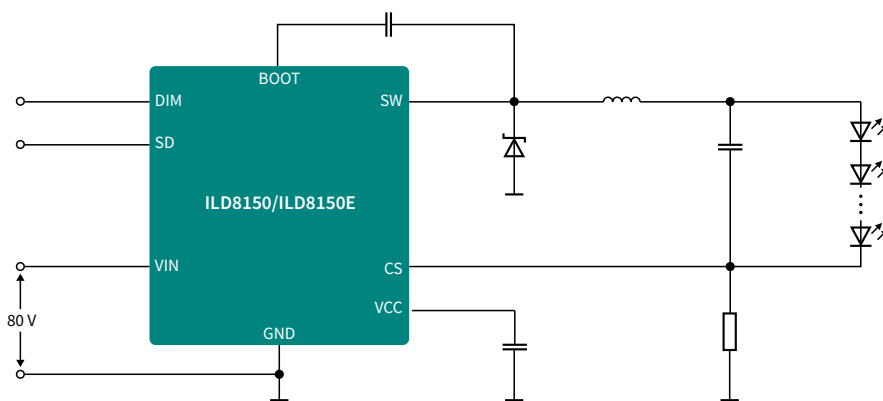 BOOT
DIM
SW
SD
ILD8150/ILD8150E
VIN
CS
VCC
80 V
GND